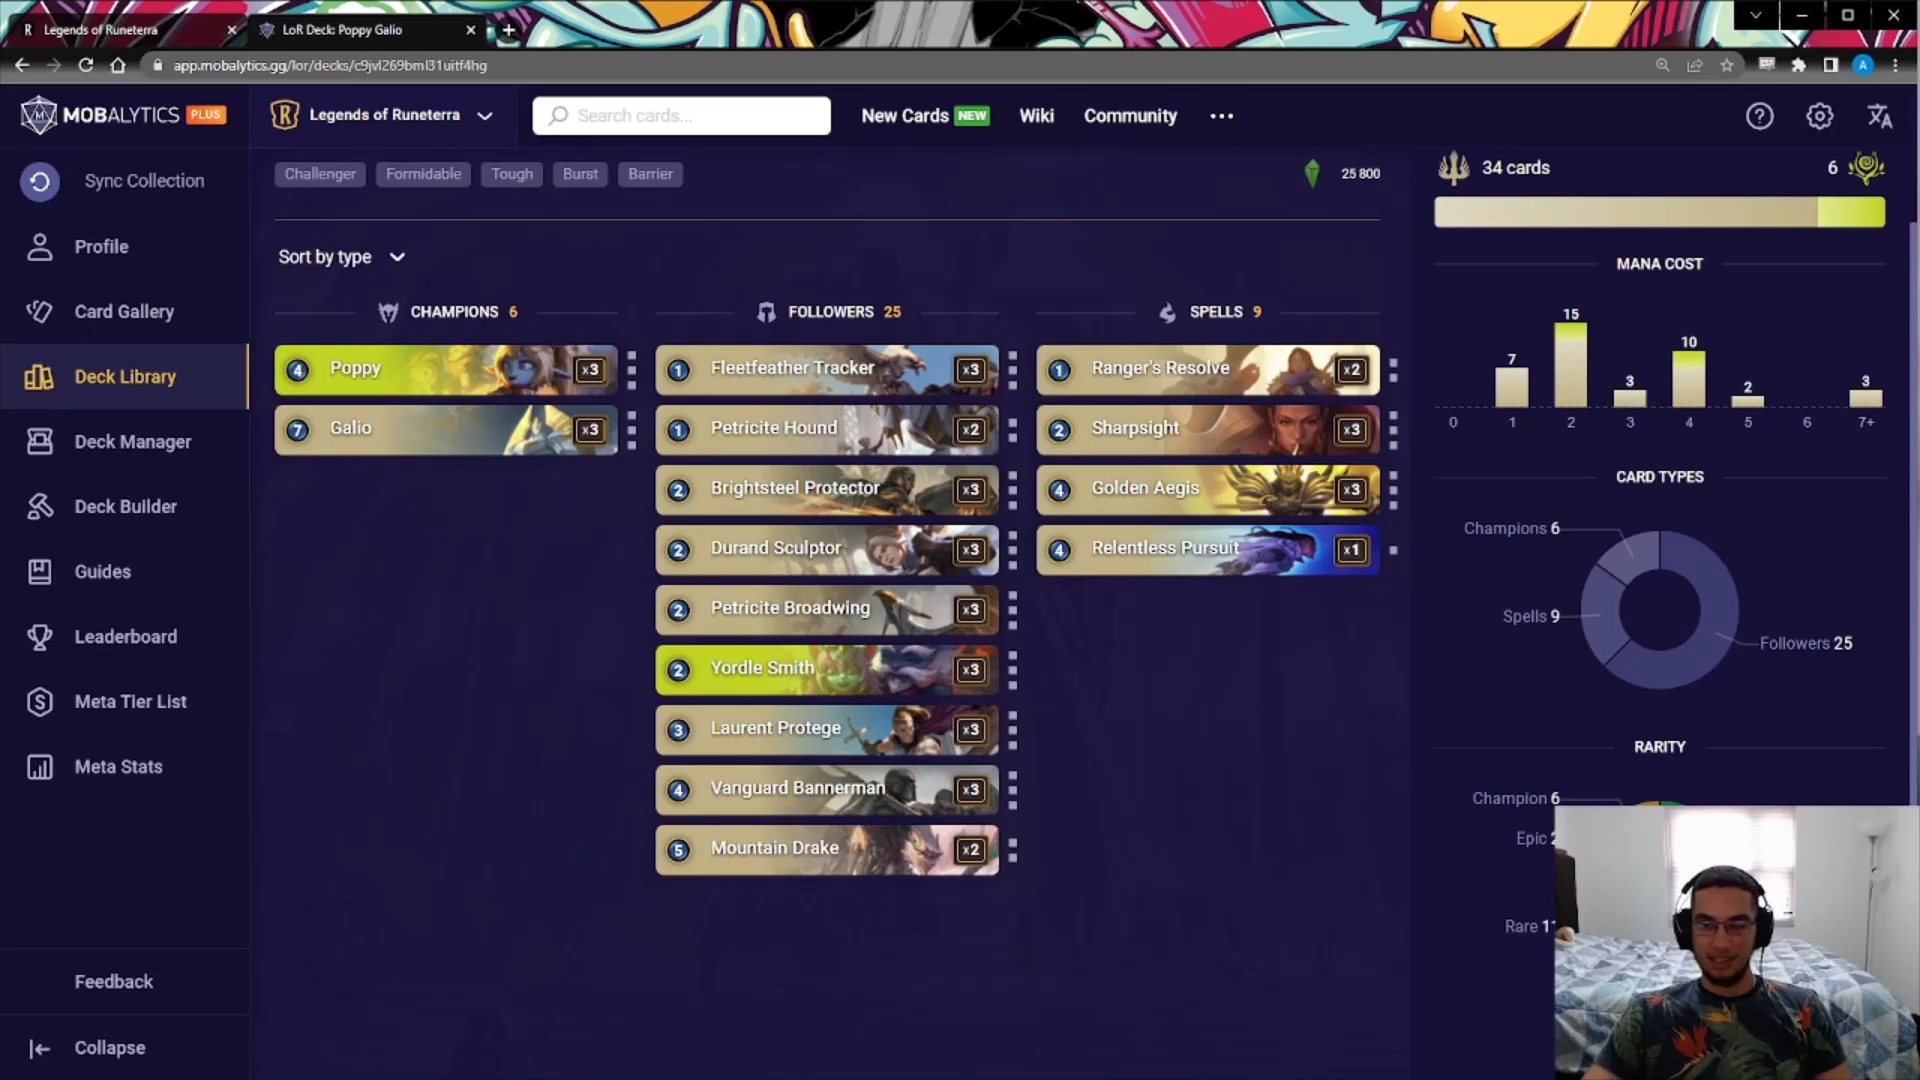 Legends of Runeterra
LoR Deck: Poppy Galio
app.mobalytics.gg/lor/decks/c9jvl269bml31uitf4hg
A
MOBALYTICS PLUS
Legends of Runeterra
Search cards...
New Cards NEW
Wiki
Community
Sync Collection
Profile
Card Gallery
Deck Library
Deck Manager
Deck Builder
Guides
Leaderboard
Meta Tier List
Meta Stats
Feedback
Collapse
Challenger
Formidable
Tough
Burst
Barrier
25 800
Sort by type
CHAMPIONS 6
4 Poppy x3
7 Galio x3
FOLLOWERS 25
1 Fleetfeather Tracker x3
1 Petricite Hound x2
2 Brightsteel Protector x3
2 Durand Sculptor x3
2 Petricite Broadwing x3
2 Yordle Smith x3
3 Laurent Protege x3
4 Vanguard Bannerman x3
5 Mountain Drake x2
SPELLS 9
1 Ranger's Resolve x2
2 Sharpsight x3
4 Golden Aegis x3
4 Relentless Pursuit x1
34 cards
6
MANA COST
7 15 3 10 2 3
0 1 2 3 4 5 6 7+
CARD TYPES
Champions 6
Spells 9
Followers 25
RARITY
Champion 6
Epic
Rare